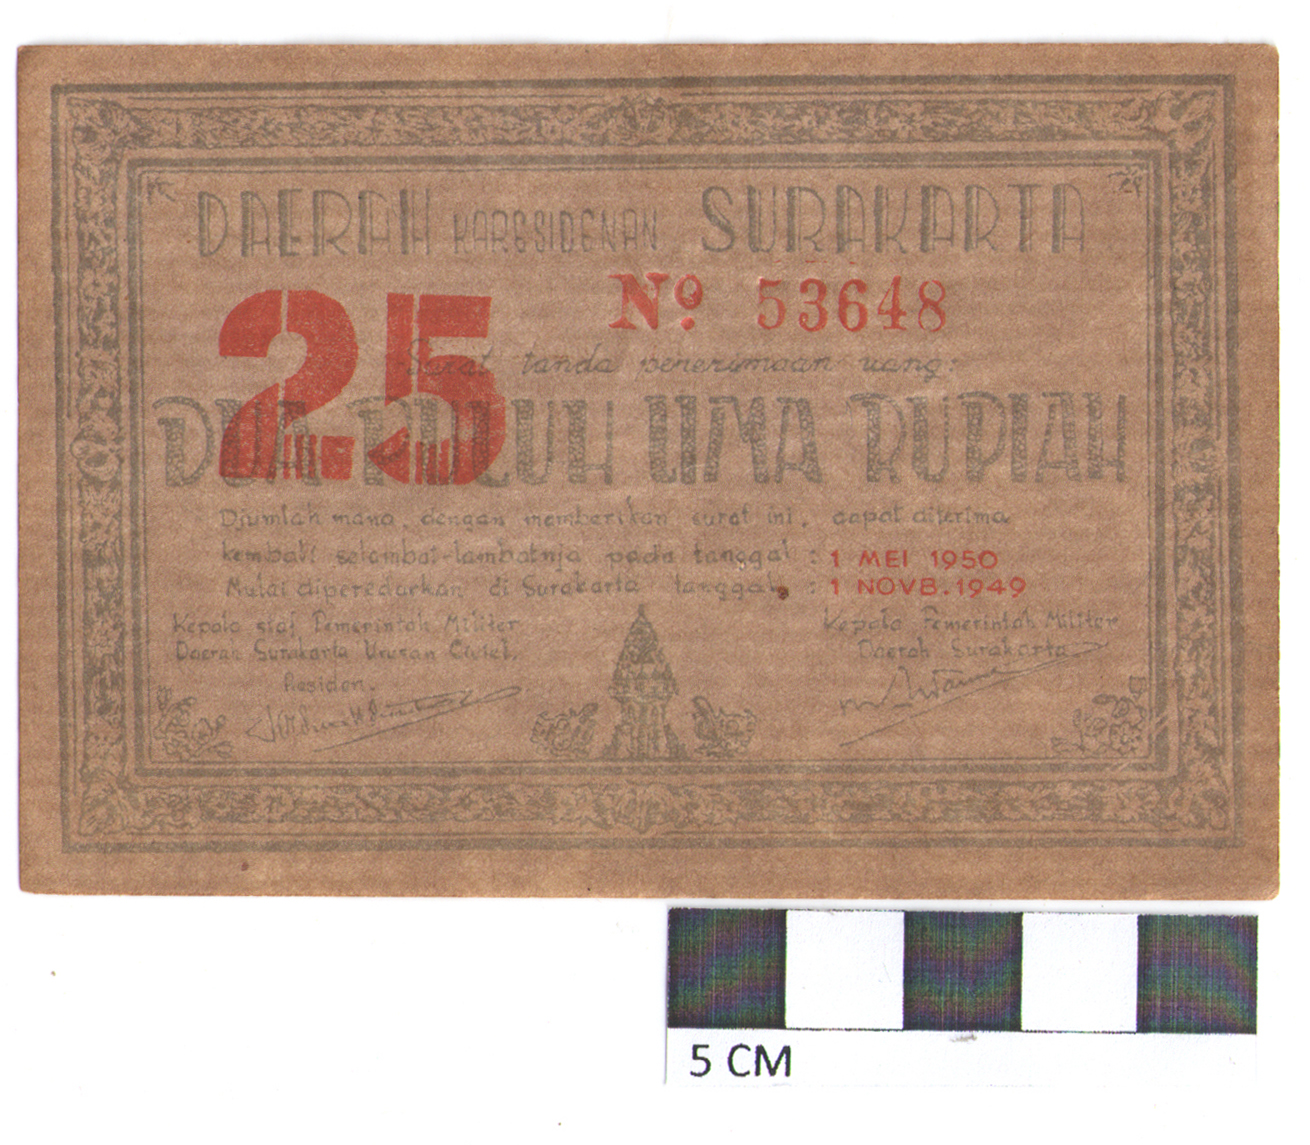 DAERAH KARESIDENAN SURAKARTA
25
No. 53648
Surat tanda penerimaan uang:
DUA PULUH LIMA RUPIAH
Djumlah mana, dengan memberikan surat ini, dapat diterima
kembali selambat-lambatnja pada tanggal : 1 MEI 1950
Mulai diperedarkan di Surakarta tanggal : 1 NOVB. 1949
Kepala staf Pemerintah Militer
Daerah Surakarta Urusan Civiel.
Residen.
Kepala Pemerintah Militer
Daerah Surakarta
5 CM